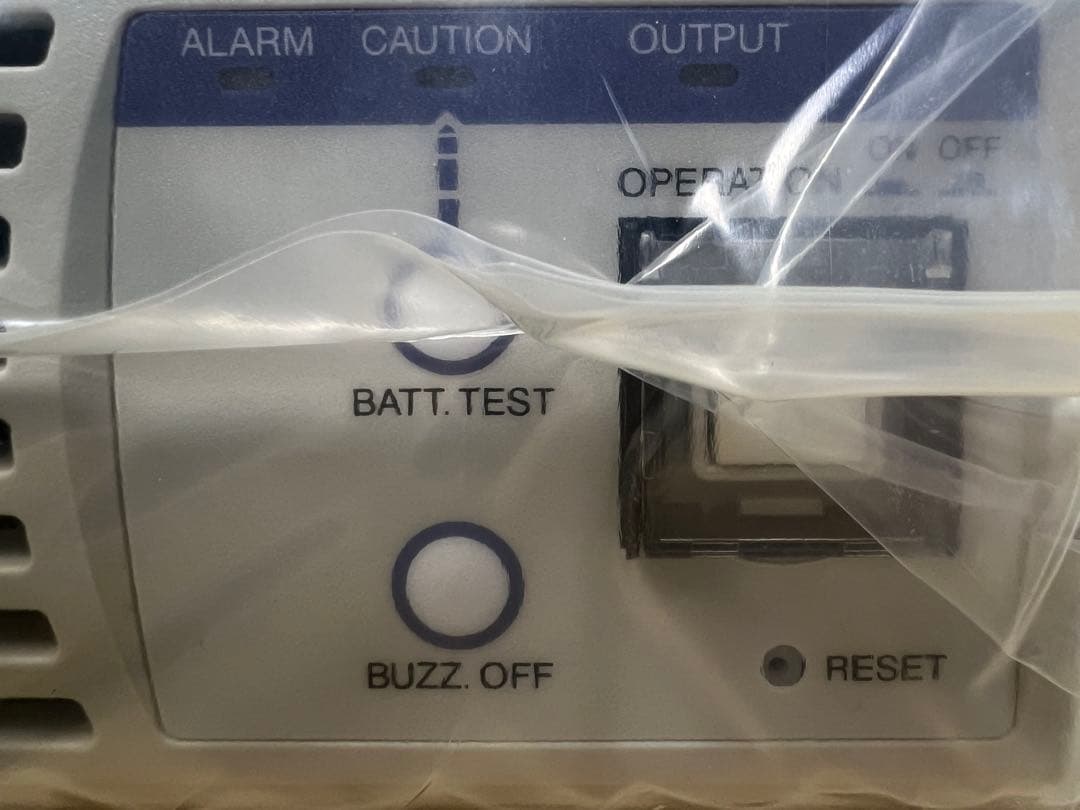 ALARM CAUTION OUTPUT
ON OFF
OPERATION
BATT. TEST
BUZZ. OFF
RESET